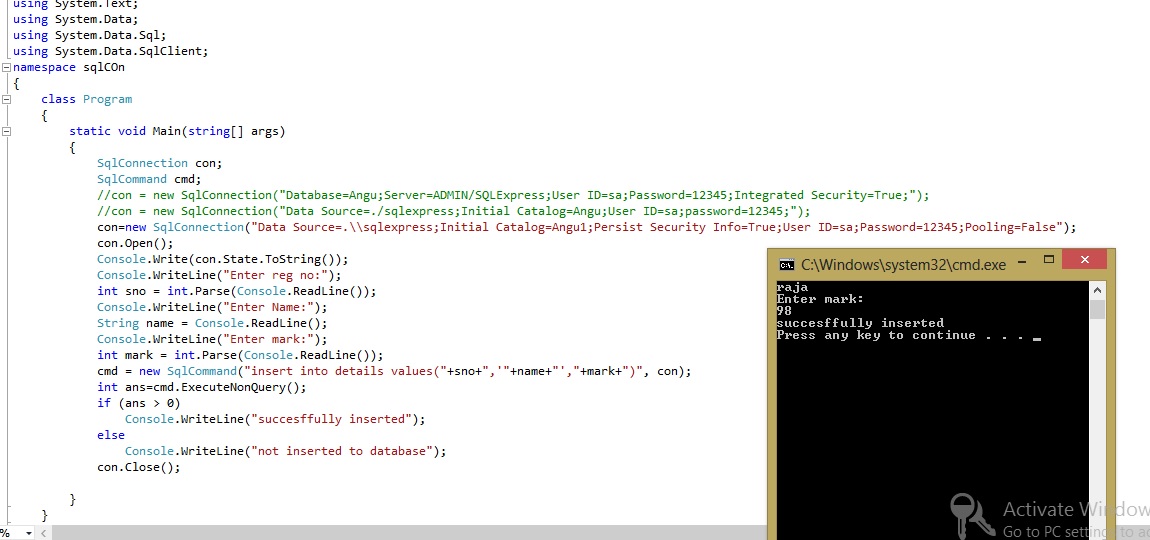 using System.Text;
using System.Data;
using System.Data.Sql;
using System.Data.SqlClient;
namespace sqlCOn
{
class Program
{
static void Main(string[] args)
{
SqlConnection con;
SqlCommand cmd;
//con = new SqlConnection("Database=Angu;Server=ADMIN/SQLExpress;User ID=sa;Password=12345;Integrated Security=True;");
//con = new SqlConnection("Data Source=./sqlexpress;Initial Catalog=Angu;User ID=sa;password=12345;");
con=new SqlConnection("Data Source=.\\sqlexpress;Initial Catalog=Angu1;Persist Security Info=True;User ID=sa;Password=12345;Pooling=False");
con.Open();
Console.Write(con.State.ToString());
Console.WriteLine("Enter reg no:");
int sno = int.Parse(Console.ReadLine());
Console.WriteLine("Enter Name:");
String name = Console.ReadLine();
Console.WriteLine("Enter mark:");
int mark = int.Parse(Console.ReadLine());
cmd = new SqlCommand("insert into details values("+sno+",'"+name+"',"+mark+")", con);
int ans=cmd.ExecuteNonQuery();
if (ans > 0)
Console.WriteLine("succesffully inserted");
else
Console.WriteLine("not inserted to database");
con.Close();
}
}
%
C:\Windows\system32\cmd.exe
raja
Enter mark:
98
succesffully inserted
Press any key to continue . . .
Activate Window
Go to PC settings to ac